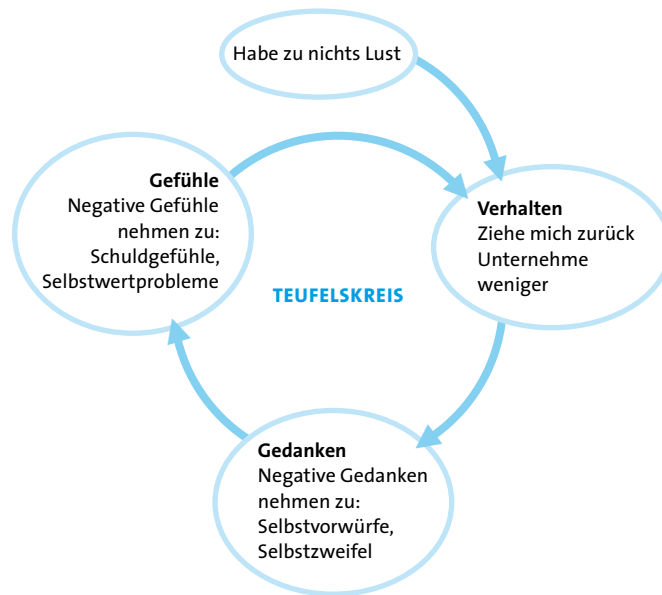 Habe zu nichts Lust
Gefühle
Negative Gefühle
nehmen zu:
Schuldgefühle,
Selbstwertprobleme
Verhalten
Ziehe mich zurück
Unternehme
weniger
TEUFELSKREIS
Gedanken
Negative Gedanken
nehmen zu:
Selbstvorwürfe,
Selbstzweifel